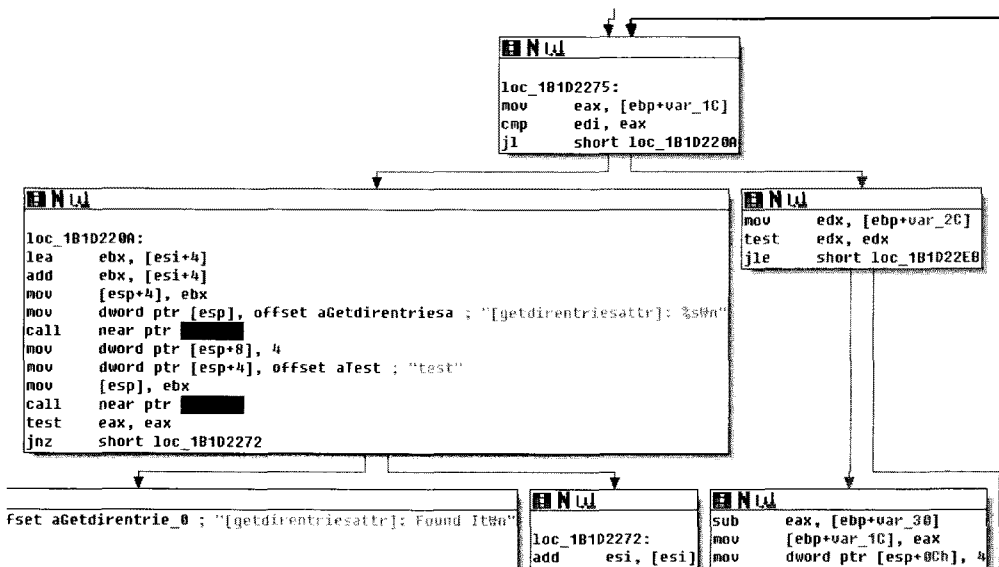 loc_1B1D2275:
mov eax, [ebp+var_1C]
cmp edi, eax
jl short loc_1B1D220A
loc_1B1D220A:
lea ebx, [esi+4]
add ebx, [esi+4]
mov [esp+4], ebx
mov dword ptr [esp], offset aGetdirentriesa ; "[getdirentriesattr]: %s₩n"
call near ptr
mov dword ptr [esp+8], 4
mov dword ptr [esp+4], offset aTest ; "test"
mov [esp], ebx
call near ptr
test eax, eax
jnz short loc_1B1D2272
mov edx, [ebp+var_2C]
test edx, edx
jle short loc_1B1D22EB
fset aGetdirentrie_0 ; "[getdirentriesattr]: Found It₩n"
loc_1B1D2272:
add esi, [esi]
sub eax, [ebp+var_30]
mov [ebp+var_1C], eax
mov dword ptr [esp+0Ch], 4